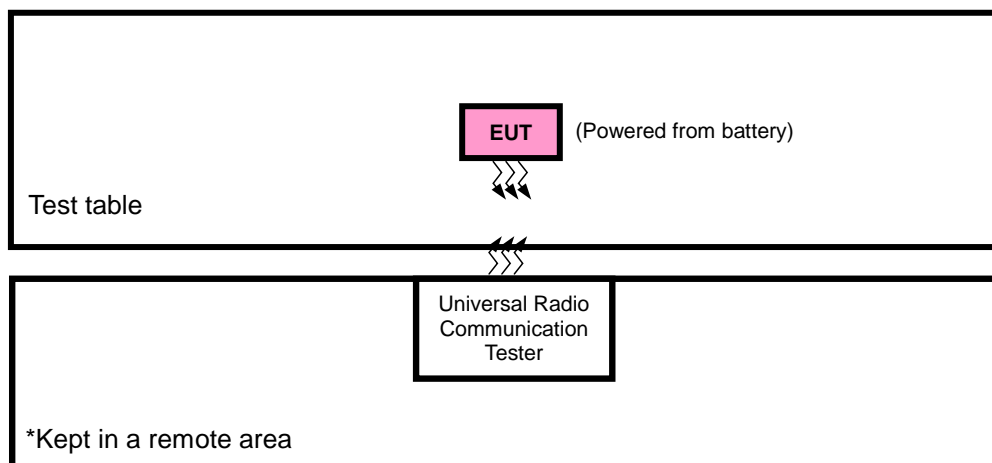 EUT
(Powered from battery)
Test table
Universal Radio
Communication
Tester
*Kept in a remote area